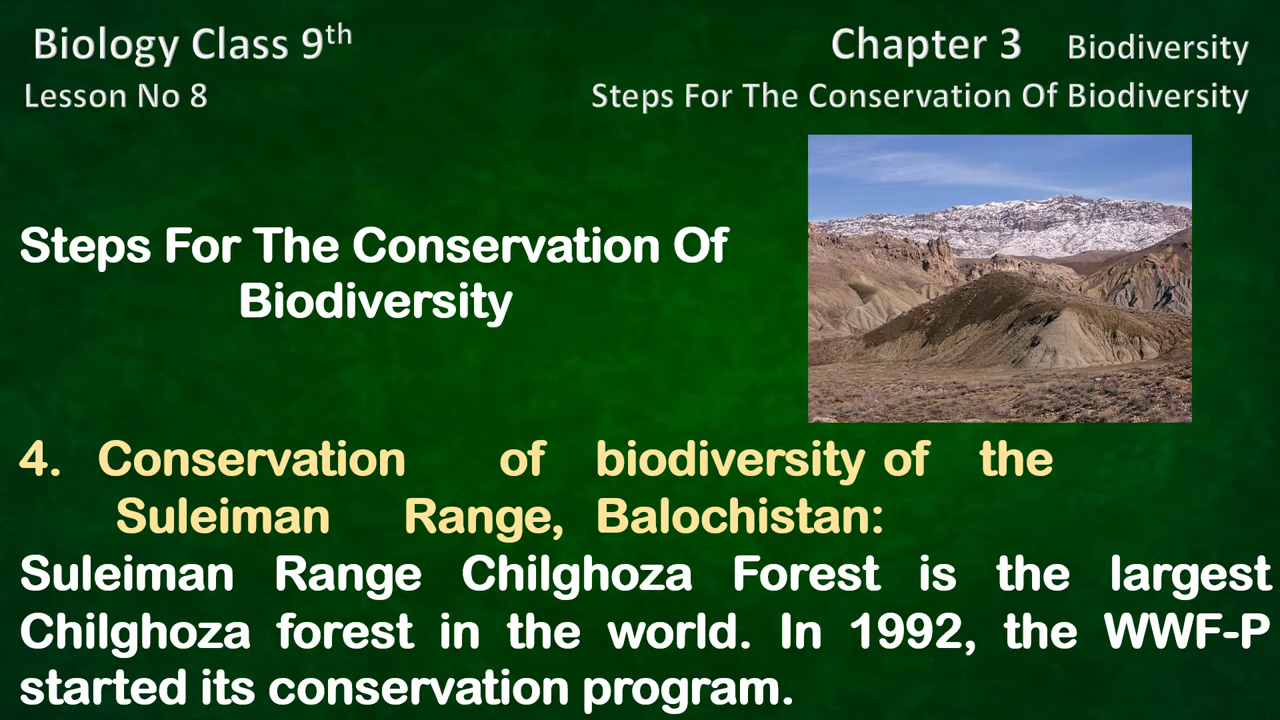 Biology Class 9th
Chapter 3 Biodiversity
Lesson No 8
Steps For The Conservation Of Biodiversity
Steps For The Conservation Of
Biodiversity
4. Conservation of biodiversity of the
Suleiman Range, Balochistan:
Suleiman Range Chilghoza Forest is the largest
Chilghoza forest in the world. In 1992, the WWF-P
started its conservation program.